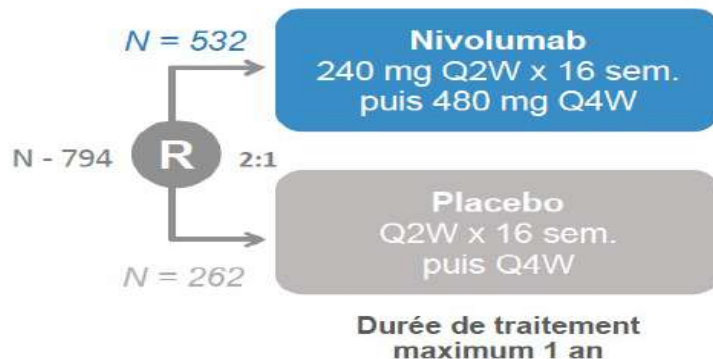 N = 532
Nivolumab
240 mg Q2W x 16 sem.
puis 480 mg Q4W
N - 794
R
2:1
Placebo
Q2W x 16 sem.
puis Q4W
N = 262
Durée de traitement
maximum 1 an